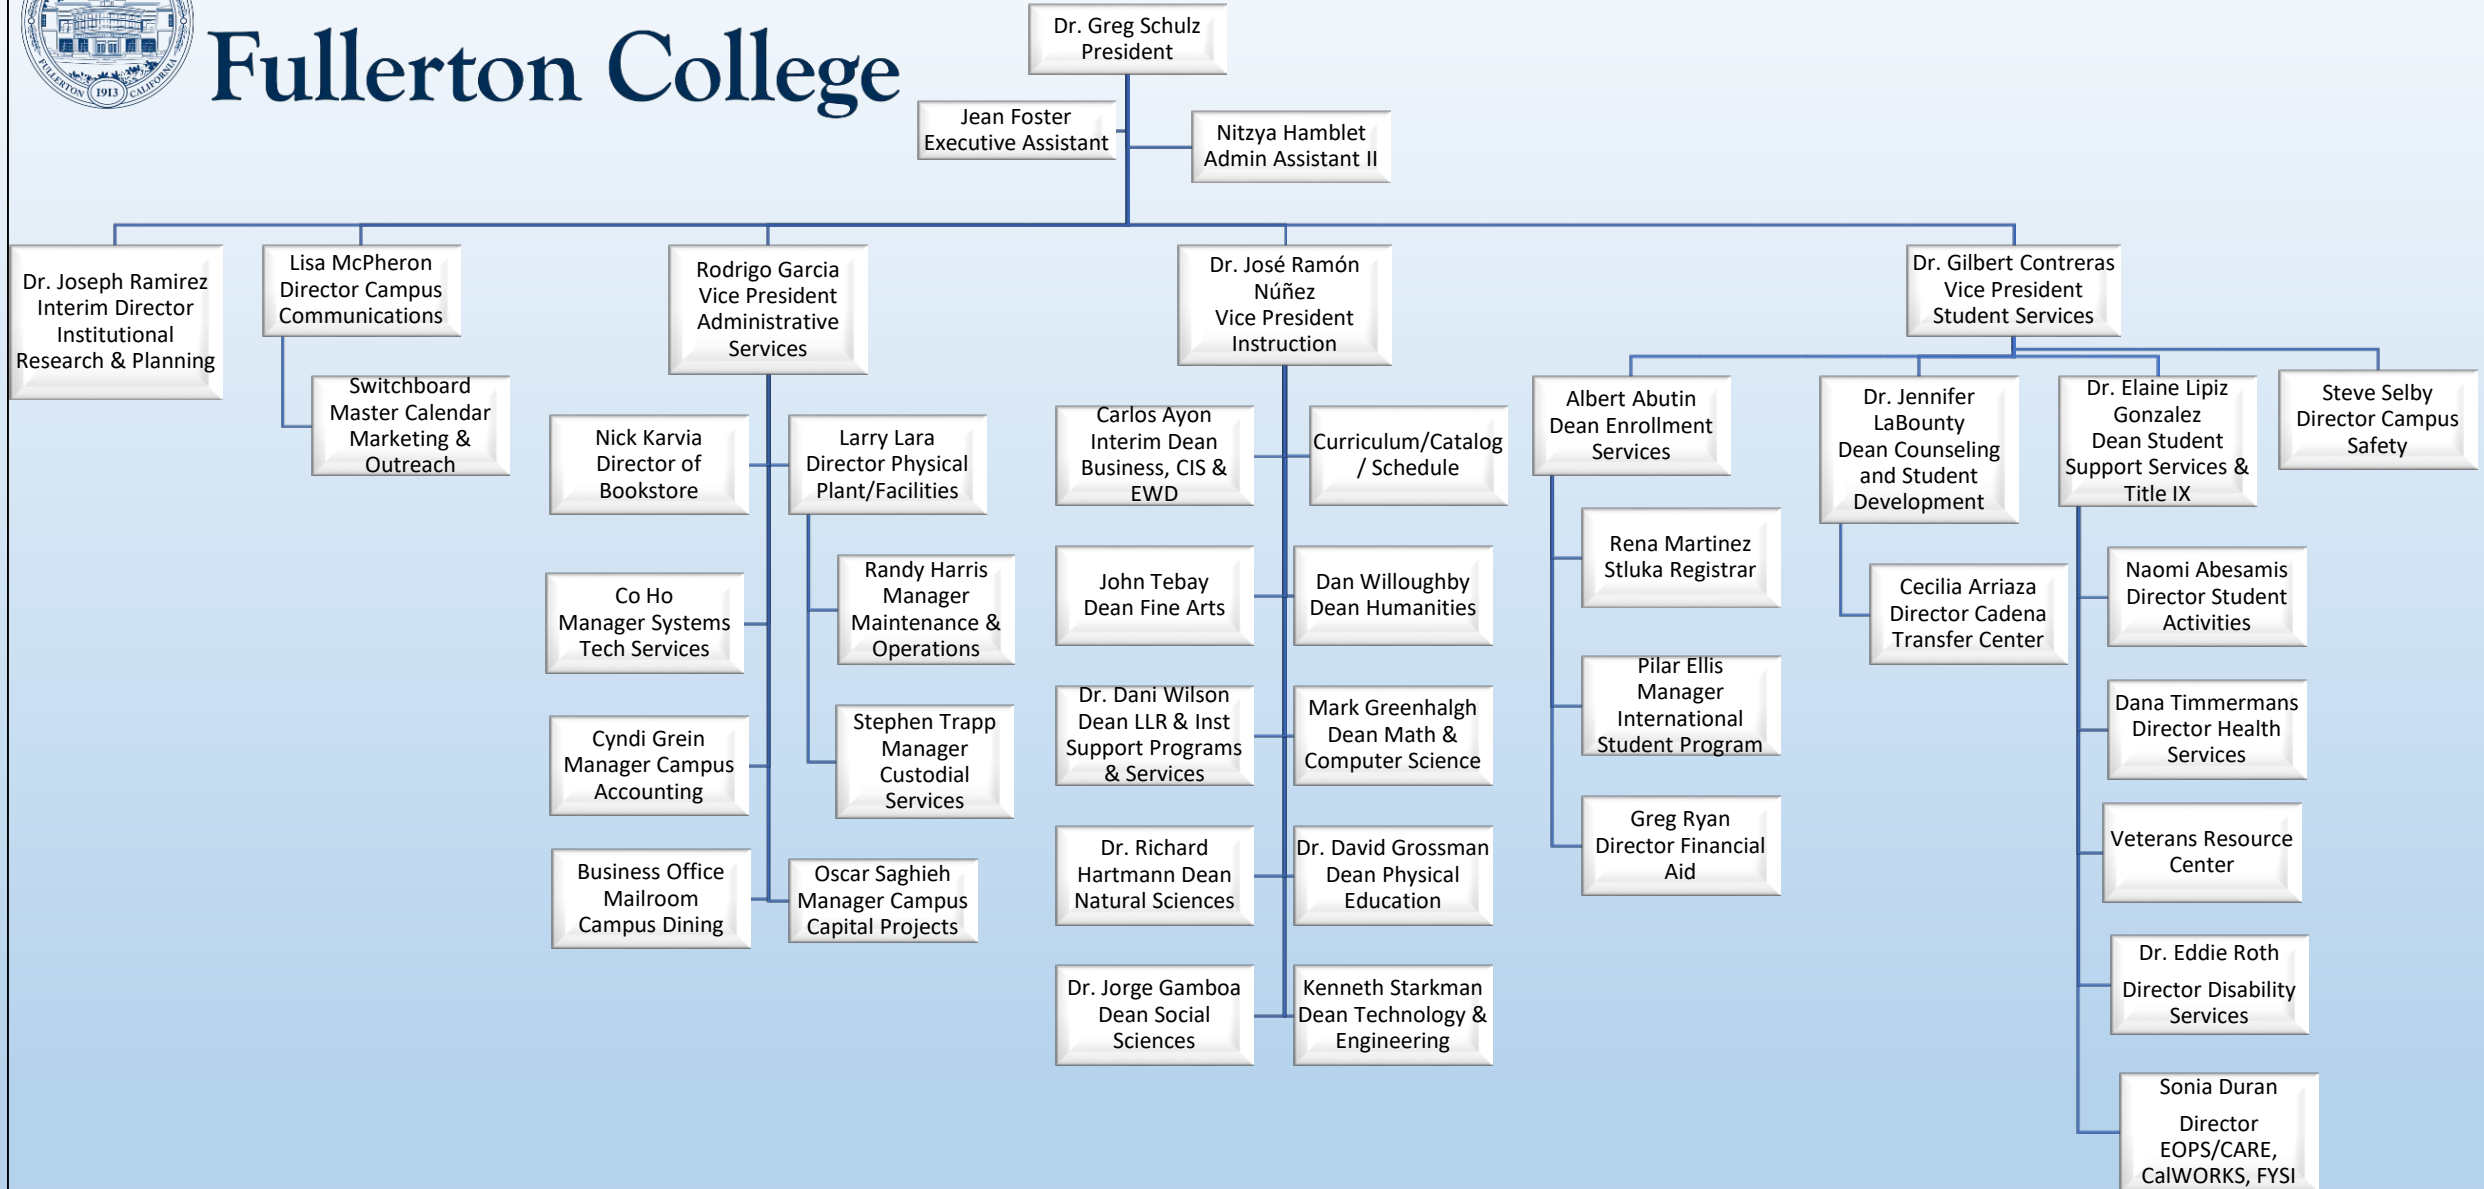 FULLERTON CALIFORNIA
1913
Fullerton College
Dr. Greg Schulz
President
Jean Foster
Executive Assistant
Nitzya Hamblet
Admin Assistant II
Dr. Joseph Ramirez
Interim Director
Institutional
Research & Planning
Lisa McPheron
Director Campus
Communications
Switchboard
Master Calendar
Marketing &
Outreach
Rodrigo Garcia
Vice President
Administrative
Services
Nick Karvia
Director of
Bookstore
Larry Lara
Director Physical
Plant/Facilities
Randy Harris
Manager
Maintenance &
Operations
Stephen Trapp
Manager
Custodial
Services
Co Ho
Manager Systems
Tech Services
Cyndi Grein
Manager Campus
Accounting
Business Office
Mailroom
Campus Dining
Oscar Saghieh
Manager Campus
Capital Projects
Dr. José Ramón
Núñez
Vice President
Instruction
Carlos Ayon
Interim Dean
Business, CIS &
EWD
Curriculum/Catalog
/ Schedule
John Tebay
Dean Fine Arts
Dan Willoughby
Dean Humanities
Dr. Dani Wilson
Dean LLR & Inst
Support Programs
& Services
Mark Greenhalgh
Dean Math &
Computer Science
Dr. Richard
Hartmann Dean
Natural Sciences
Dr. David Grossman
Dean Physical
Education
Dr. Jorge Gamboa
Dean Social
Sciences
Kenneth Starkman
Dean Technology &
Engineering
Dr. Gilbert Contreras
Vice President
Student Services
Albert Abutin
Dean Enrollment
Services
Rena Martinez
Stluka Registrar
Pilar Ellis
Manager
International
Student Program
Greg Ryan
Director Financial
Aid
Dr. Jennifer
LaBounty
Dean Counseling
and Student
Development
Cecilia Arriaza
Director Cadena
Transfer Center
Dr. Elaine Lipiz
Gonzalez
Dean Student
Support Services &
Title IX
Naomi Abesamis
Director Student
Activities
Dana Timmermans
Director Health
Services
Veterans Resource
Center
Dr. Eddie Roth
Director Disability
Services
Sonia Duran
Director
EOPS/CARE,
CalWORKS, FYSI
Steve Selby
Director Campus
Safety